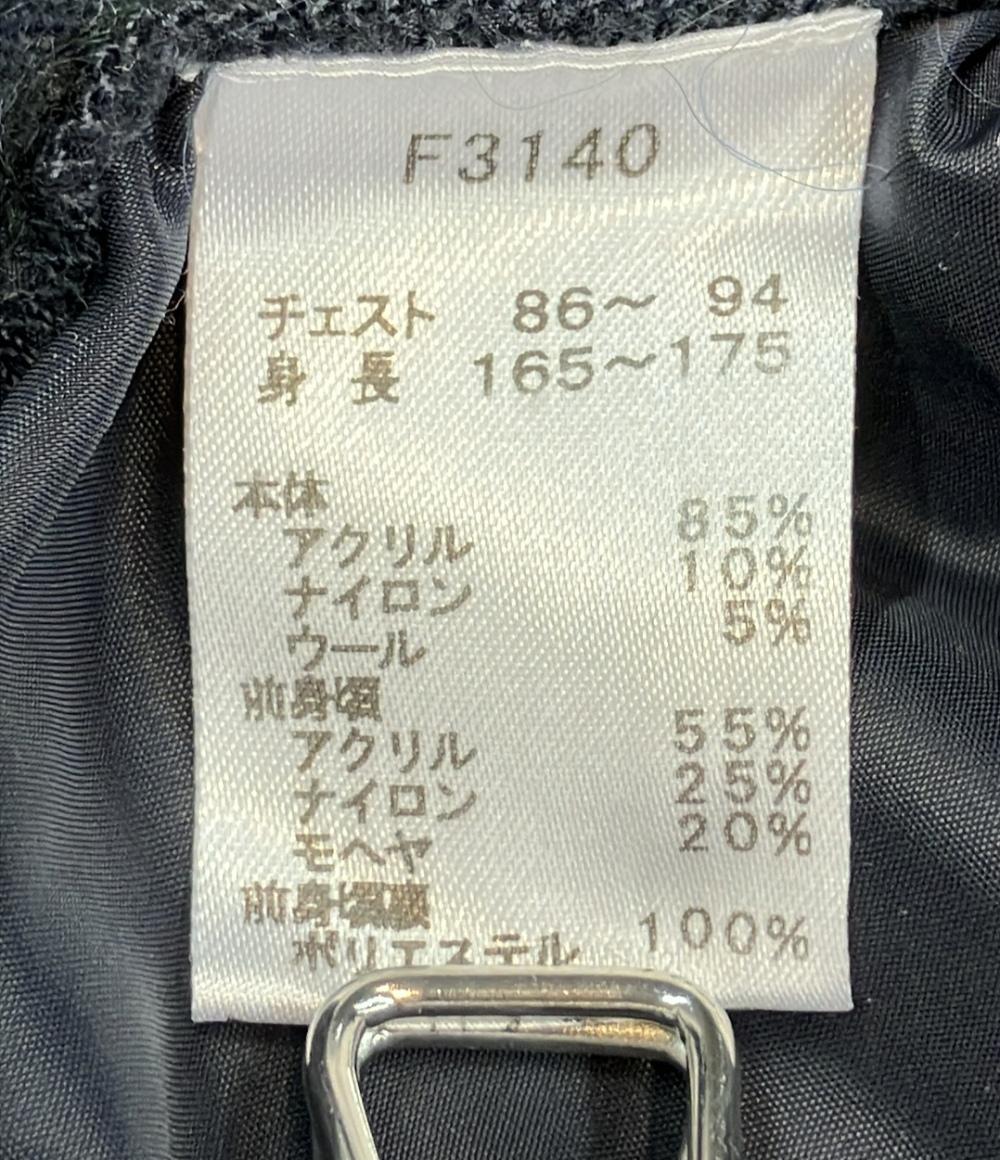 F3140
チェスト 86～ 94
身 長 165～175
本体
アクリル 85%
ナイロン 10%
ウール 5%
前身頃
アクリル 55%
ナイロン 25%
モヘヤ 20%
前身頃裏
ポリエステル 100%